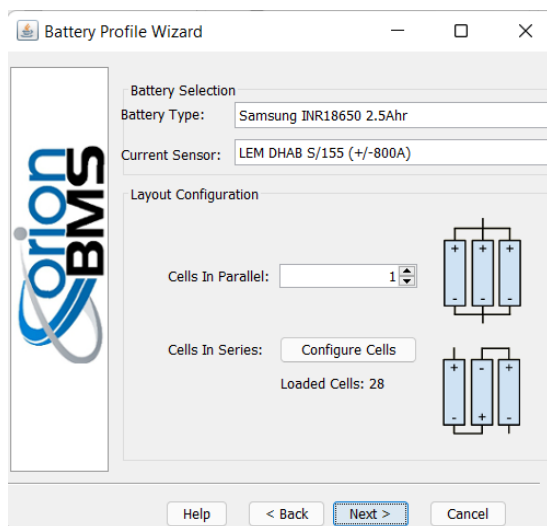 Battery Profile Wizard
orion
BMS
Battery Selection
Battery Type: Samsung INR18650 2.5Ahr
Current Sensor: LEM DHAB S/155 (+/-800A)
Layout Configuration
Cells In Parallel: 1
+ + +
- - -
Cells In Series: Configure Cells
Loaded Cells: 28
+ - +
- + -
Help < Back Next > Cancel